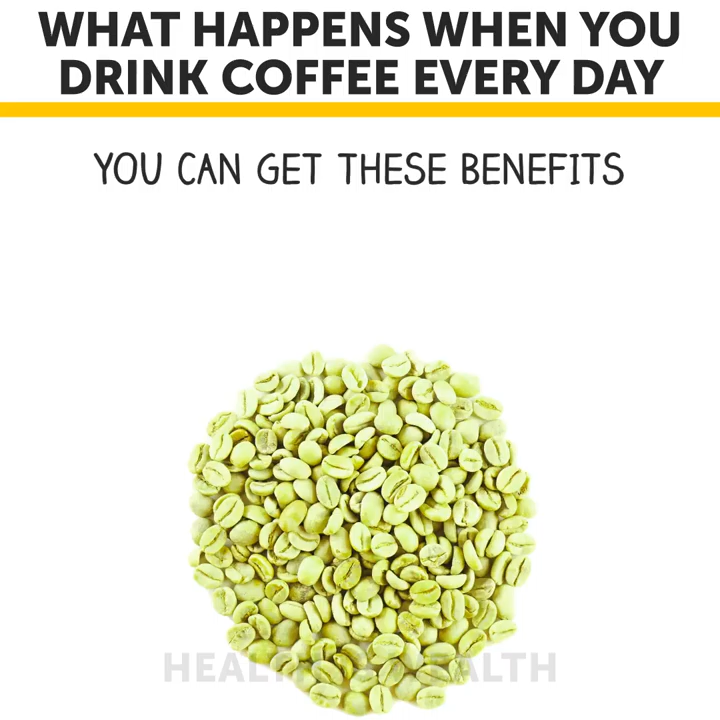 WHAT HAPPENS WHEN YOU
DRINK COFFEE EVERY DAY
YOU CAN GET THESE BENEFITS